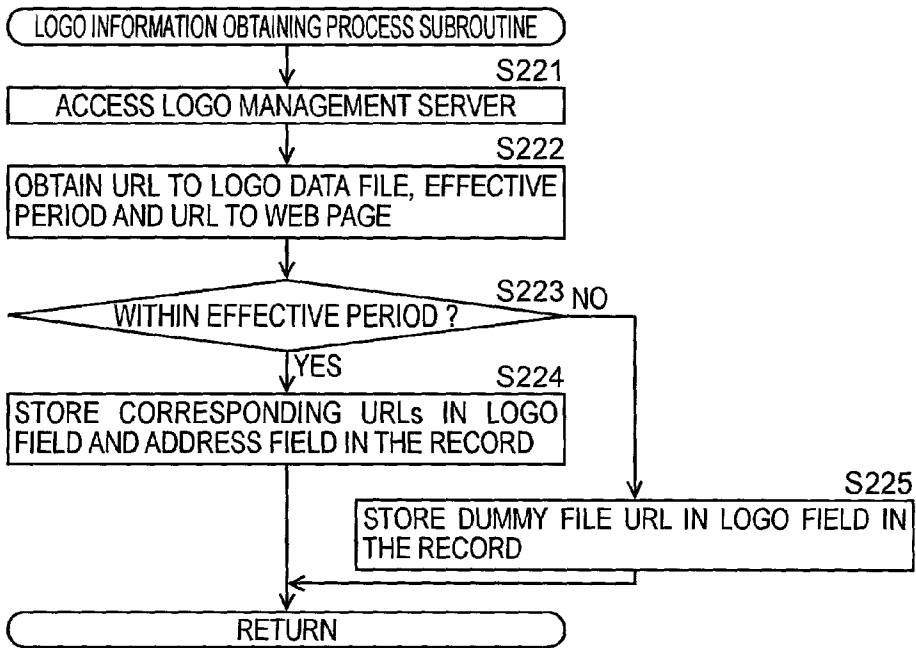 LOGO INFORMATION OBTAINING PROCESS SUBROUTINE
S221
ACCESS LOGO MANAGEMENT SERVER
S222
OBTAIN URL TO LOGO DATA FILE, EFFECTIVE
PERIOD AND URL TO WEB PAGE
S223
NO
WITHIN EFFECTIVE PERIOD ?
YES
S224
STORE CORRESPONDING URLs IN LOGO
FIELD AND ADDRESS FIELD IN THE RECORD
S225
STORE DUMMY FILE URL IN LOGO FIELD IN
THE RECORD
RETURN